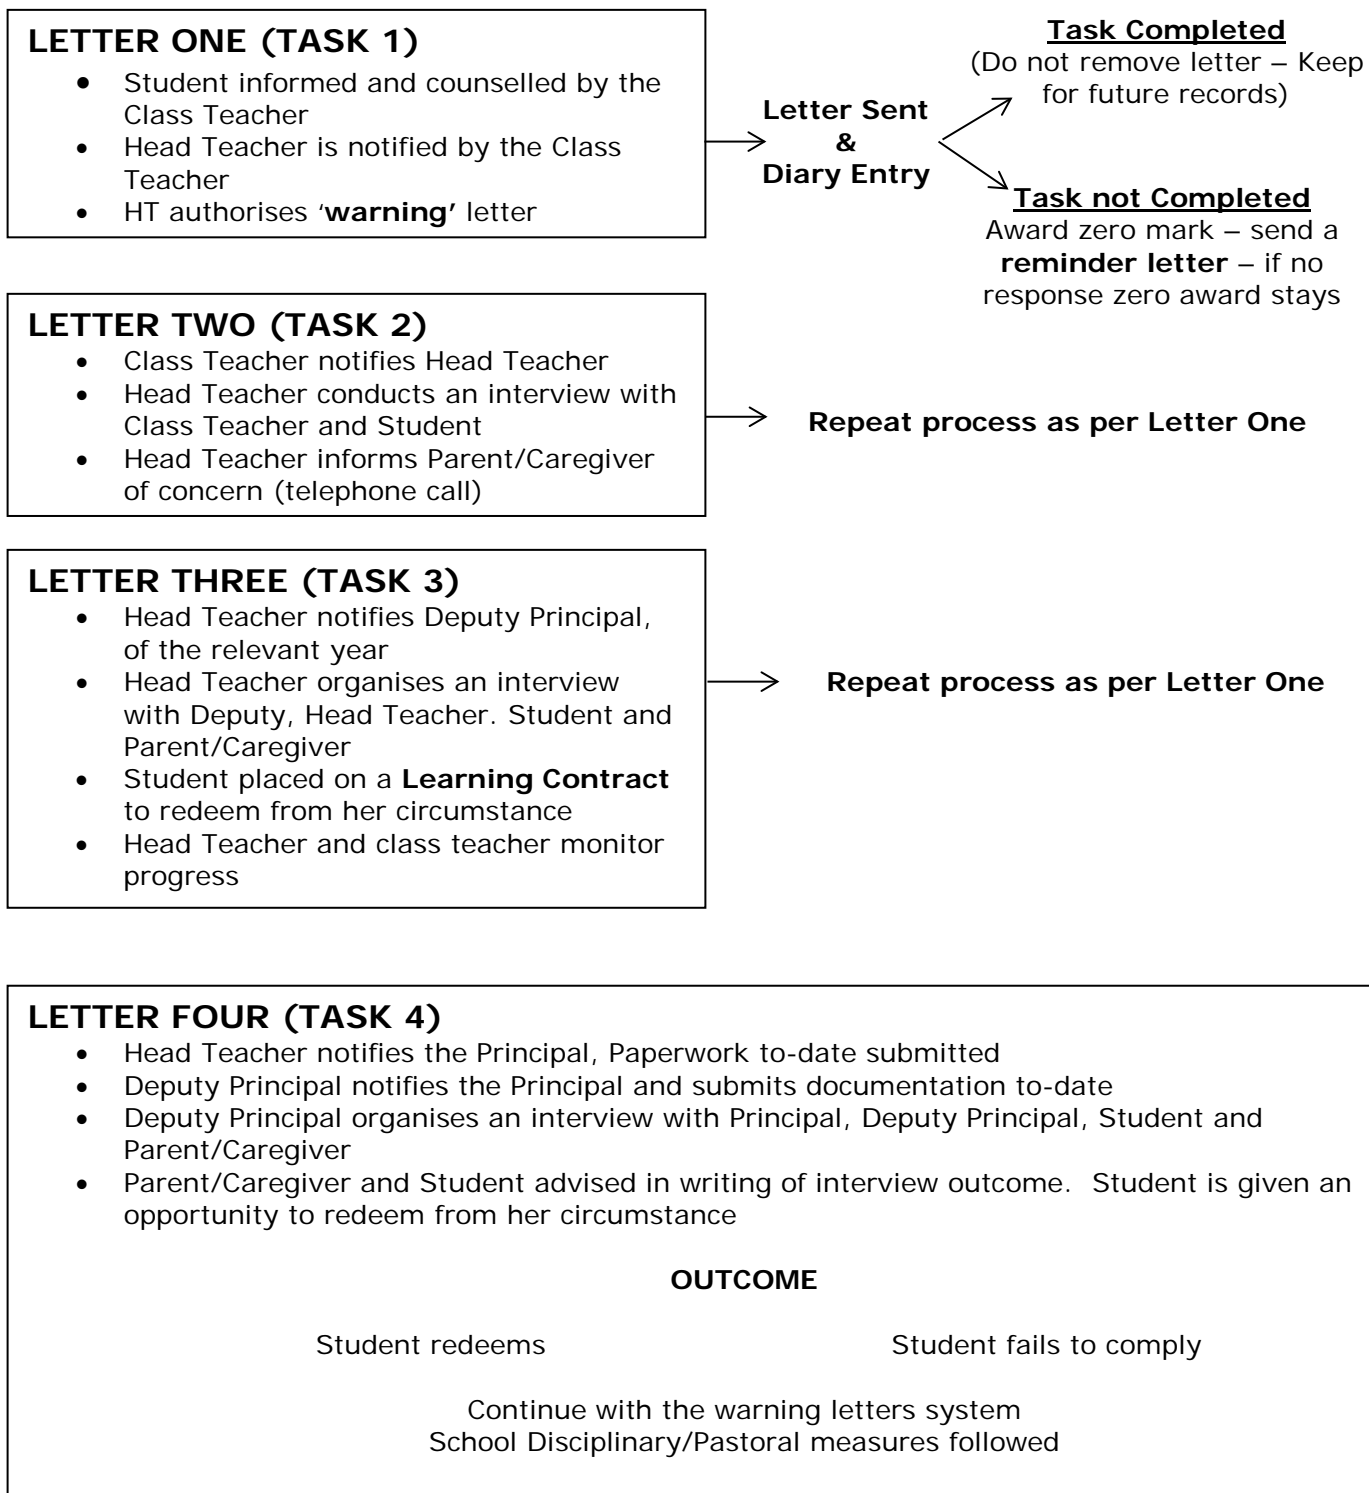 LETTER ONE (TASK 1)
• Student informed and counselled by the
Class Teacher
• Head Teacher is notified by the Class
Teacher
• HT authorises ‘warning’ letter
Letter Sent
&
Diary Entry
Task Completed
(Do not remove letter – Keep
for future records)
Task not Completed
Award zero mark – send a
reminder letter – if no
response zero award stays
LETTER TWO (TASK 2)
• Class Teacher notifies Head Teacher
• Head Teacher conducts an interview with
Class Teacher and Student
• Head Teacher informs Parent/Caregiver
of concern (telephone call)
Repeat process as per Letter One
LETTER THREE (TASK 3)
• Head Teacher notifies Deputy Principal,
of the relevant year
• Head Teacher organises an interview
with Deputy, Head Teacher. Student and
Parent/Caregiver
• Student placed on a Learning Contract
to redeem from her circumstance
• Head Teacher and class teacher monitor
progress
Repeat process as per Letter One
LETTER FOUR (TASK 4)
• Head Teacher notifies the Principal, Paperwork to-date submitted
• Deputy Principal notifies the Principal and submits documentation to-date
• Deputy Principal organises an interview with Principal, Deputy Principal, Student and
Parent/Caregiver
• Parent/Caregiver and Student advised in writing of interview outcome.  Student is given an
opportunity to redeem from her circumstance
OUTCOME
Student redeems
Student fails to comply
Continue with the warning letters system
School Disciplinary/Pastoral measures followed